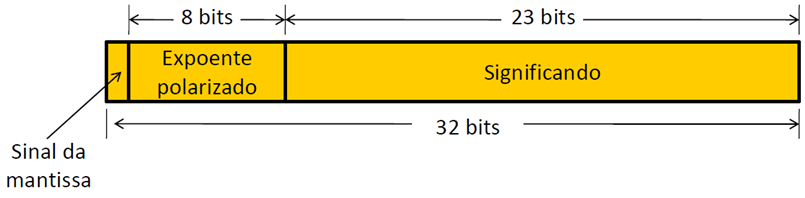 8 bits
23 bits
Expoente
polarizado
Significando
32 bits
Sinal da
mantissa